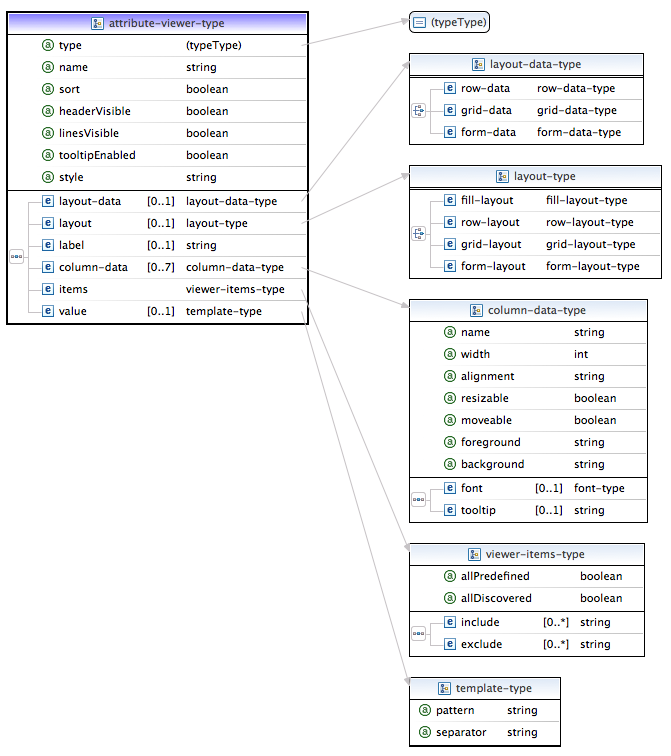 attribute-viewer-type
type (typeType)
name string
sort boolean
headerVisible boolean
linesVisible boolean
tooltipEnabled boolean
style string
layout-data [0..1] layout-data-type
layout [0..1] layout-type
label [0..1] string
column-data [0..7] column-data-type
items viewer-items-type
value [0..1] template-type
(typeType)
layout-data-type
row-data row-data-type
grid-data grid-data-type
form-data form-data-type
layout-type
fill-layout fill-layout-type
row-layout row-layout-type
grid-layout grid-layout-type
form-layout form-layout-type
column-data-type
name string
width int
alignment string
resizable boolean
moveable boolean
foreground string
background string
font [0..1] font-type
tooltip [0..1] string
viewer-items-type
allPredefined boolean
allDiscovered boolean
include [0..*] string
exclude [0..*] string
template-type
pattern string
separator string